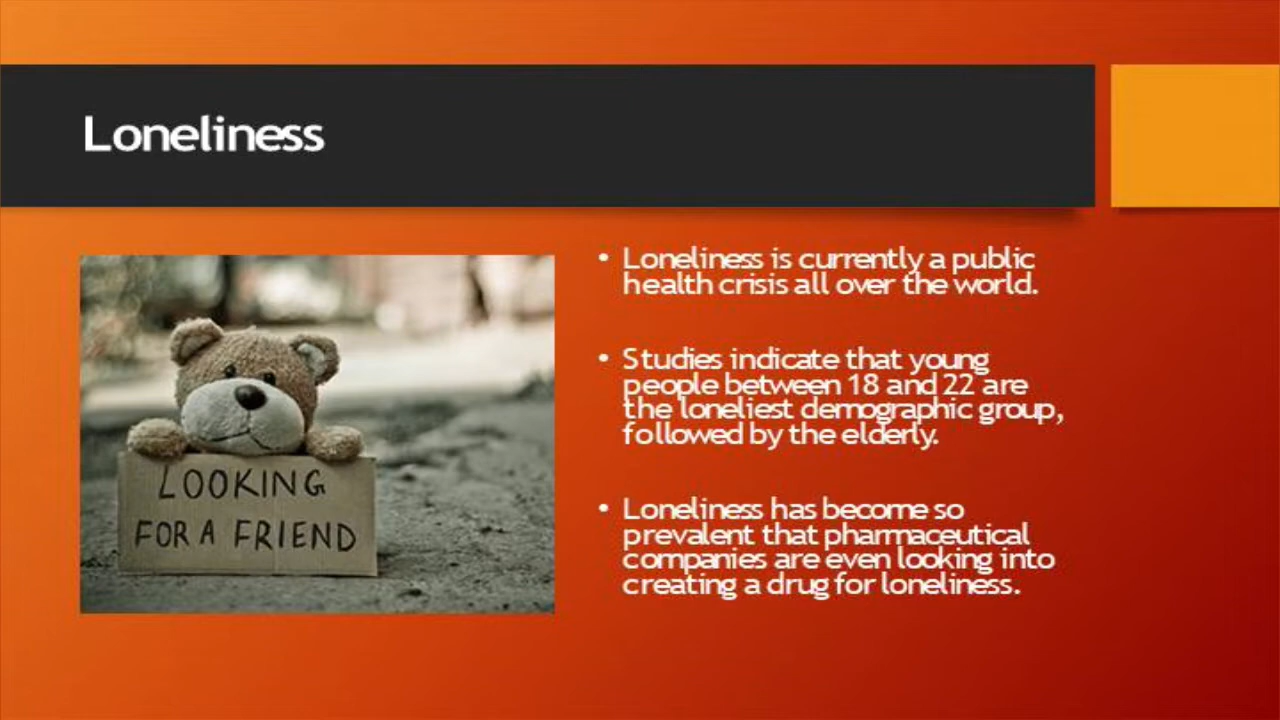 Loneliness
LOOKING
FOR A FRIEND
• Loneliness is currently a public
health crisis all over the world.
• Studies indicate that young
people between 18 and 22 are
the loneliest demographic group,
followed by the elderly.
• Loneliness has become so
prevalent that pharmaceutical
companies are even looking into
creating a drug for loneliness.